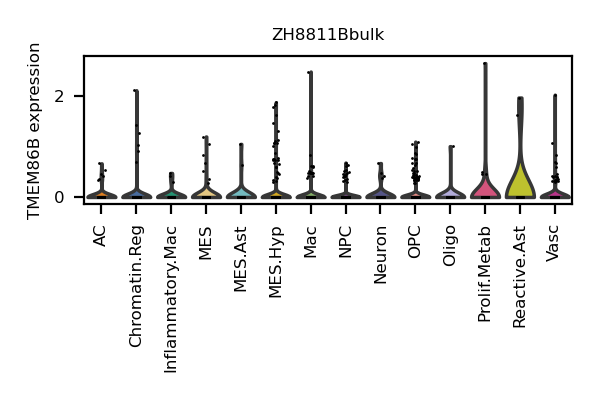 ZH8811Bbulk
TMEM86B expression
2
0
AC
Chromatin.Reg
Inflammatory.Mac
MES
MES.Ast
MES.Hyp
Mac
NPC
Neuron
OPC
Oligo
Prolif.Metab
Reactive.Ast
Vasc